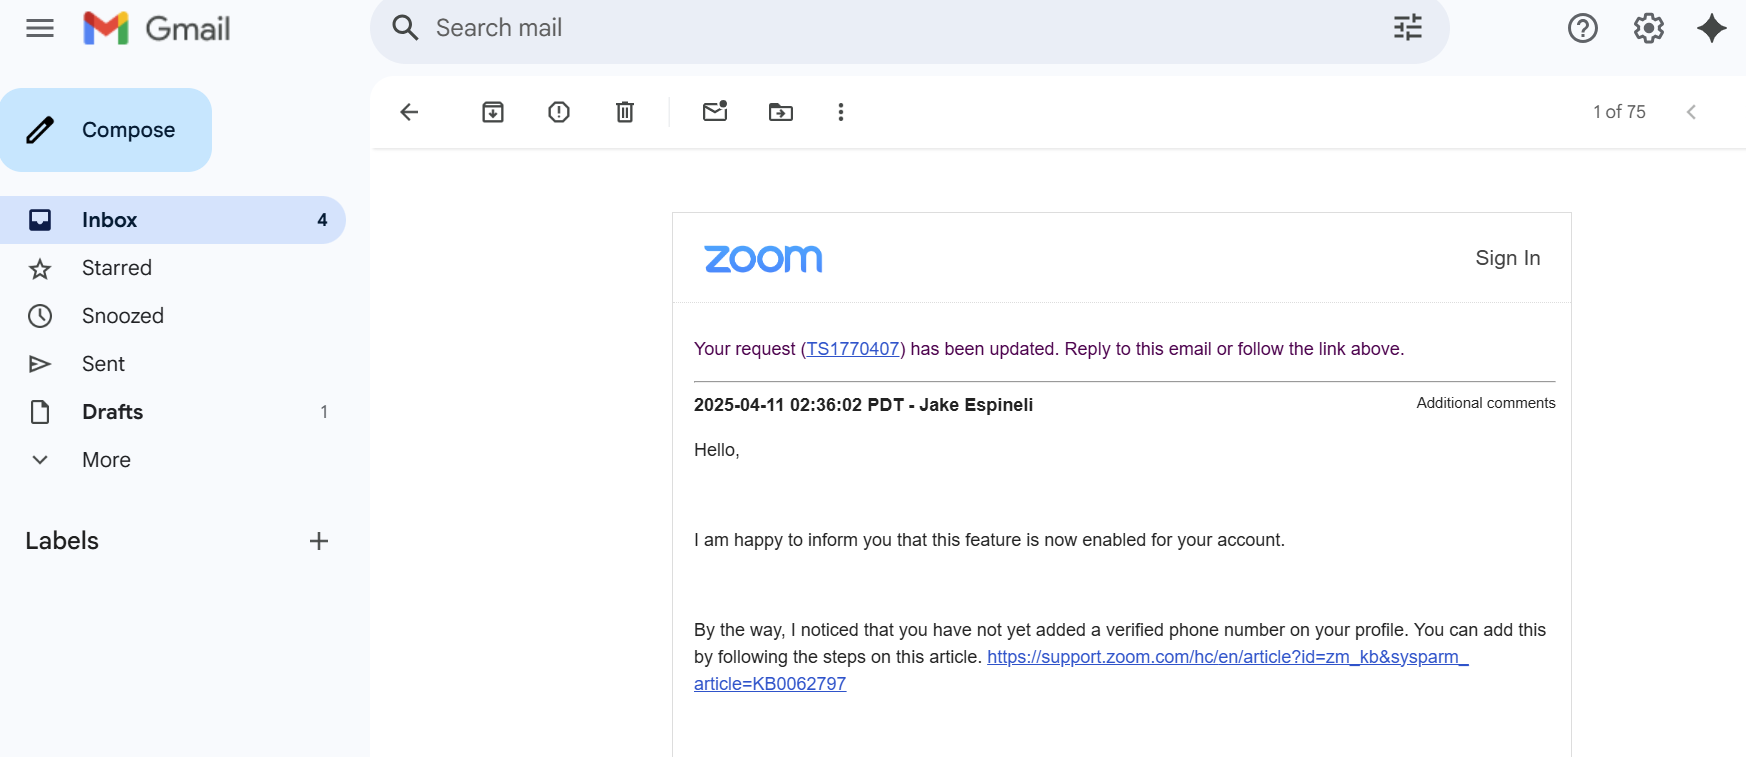 Gmail
Search mail
Compose
1 of 75
Inbox 4
Starred
Snoozed
Sent
Drafts 1
More
Labels
zoom
Sign In
Your request (TS1770407) has been updated. Reply to this email or follow the link above.
2025-04-11 02:36:02 PDT - Jake Espineli
Additional comments
Hello,
I am happy to inform you that this feature is now enabled for your account.
By the way, I noticed that you have not yet added a verified phone number on your profile. You can add this
by following the steps on this article. https://support.zoom.com/hc/en/article?id=zm_kb&sysparm_
article=KB0062797